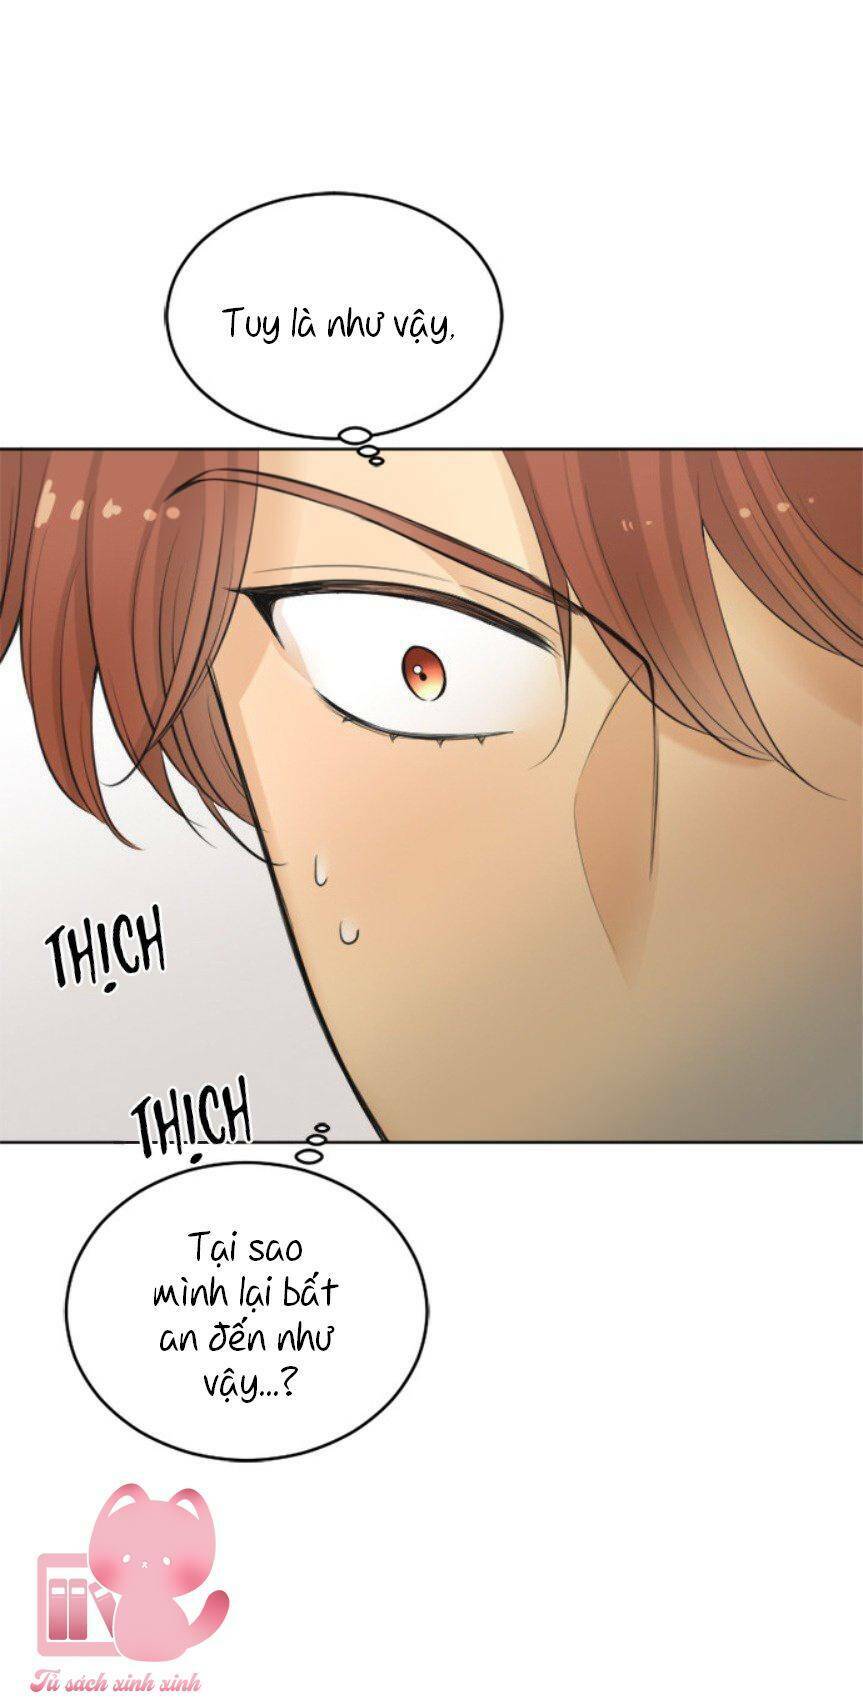 Tuy là như vậy,
THỊCH
THỊCH
Tại sao
mình lại bất
an đến như
vậy...?
Tủ sách xinh xinh